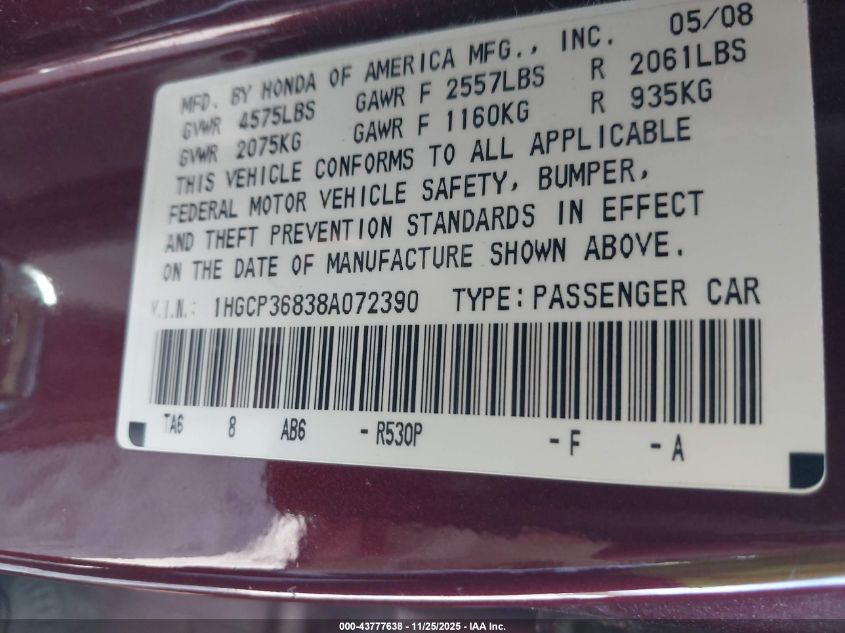 05/08
MFD. BY HONDA OF AMERICA MFG., INC.
GVWR 4575LBS GAWR F 2557LBS R 2061LBS
GVWR 2075KG GAWR F 1160KG R 935KG
THIS VEHICLE CONFORMS TO ALL APPLICABLE
FEDERAL MOTOR VEHICLE SAFETY, BUMPER,
AND THEFT PREVENTION STANDARDS IN EFFECT
ON THE DATE OF MANUFACTURE SHOWN ABOVE.
V.I.N.: 1HGCP36838A072390 TYPE:PASSENGER CAR
TA6 8 AB6 -R530P -F -A
000-43777638 - 11/25/2025 - IAA Inc.